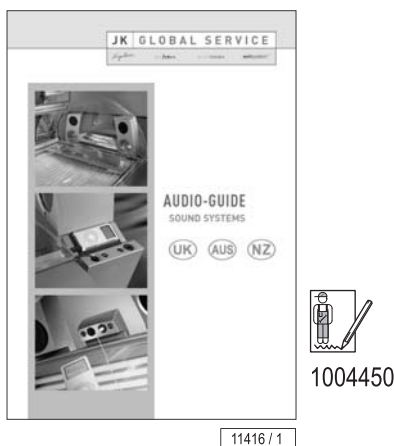 JK GLOBAL SERVICE
AUDIO-GUIDE
SOUND SYSTEMS
UK AUS NZ
1004450
11416 / 1